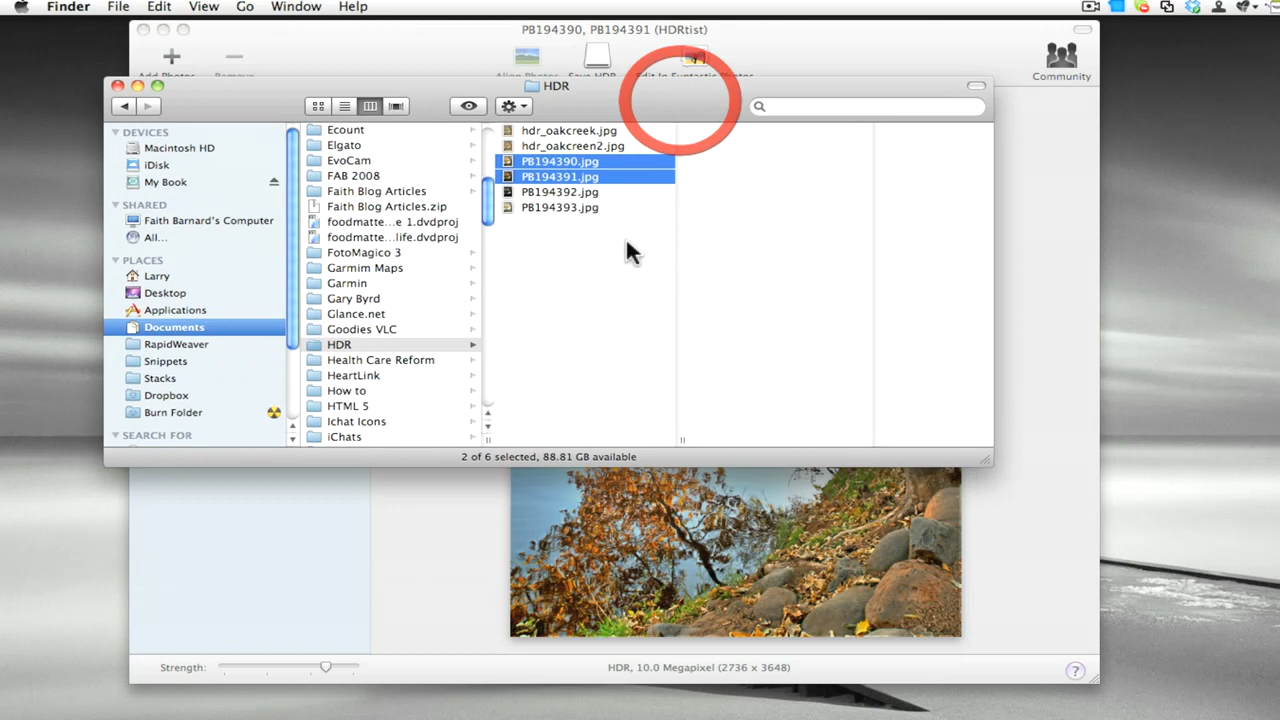 Finder File Edit View Go Window Help
PB194390, PB194391 (HDRtist)
Community
HDR
DEVICES
Macintosh HD
iDisk
My Book
SHARED
Faith Barnard's Computer
All...
PLACES
Larry
Desktop
Applications
Documents
RapidWeaver
Snippets
Stacks
Dropbox
Burn Folder
SEARCH FOR
Ecount
Elgato
EvoCam
FAB 2008
Faith Blog Articles
Faith Blog Articles.zip
foodmatte...e 1.dvdproj
foodmatte...life.dvdproj
FotoMagico 3
Garmim Maps
Garmin
Gary Byrd
Glance.net
Goodies VLC
HDR
Health Care Reform
HeartLink
How to
HTML 5
Ichat Icons
iChats
hdr_oakcreek.jpg
hdr_oakcreen2.jpg
PB194390.jpg
PB194391.jpg
PB194392.jpg
PB194393.jpg
2 of 6 selected, 88.81 GB available
Strength:
HDR, 10.0 Megapixel (2736 x 3648)
?